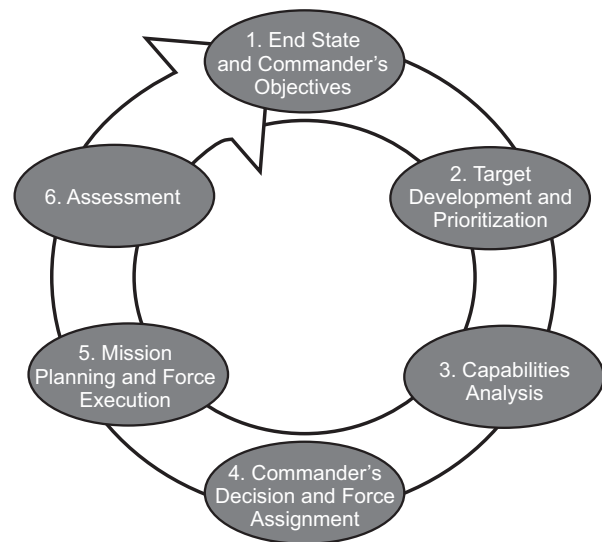 1. End State
and Commander's
Objectives
2. Target
Development and
Prioritization
3. Capabilities
Analysis
4. Commander's
Decision and Force
Assignment
5. Mission
Planning and Force
Execution
6. Assessment